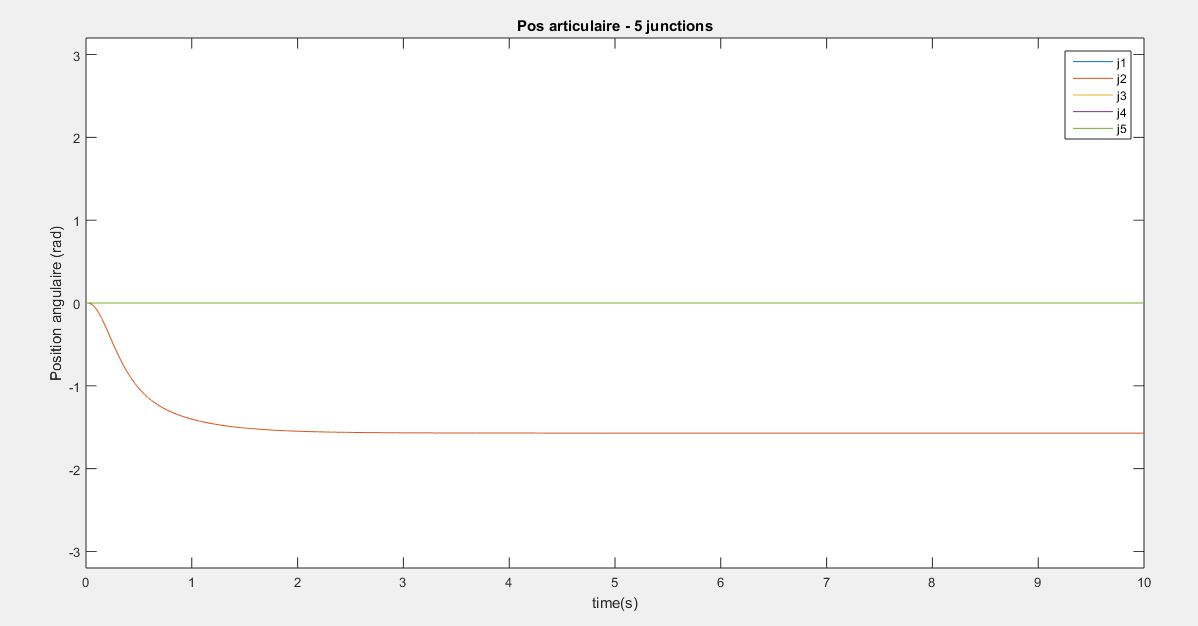 Pos articulaire - 5 junctions
j1
j2
j3
j4
j5
Position angulaire (rad)
3
2
1
0
-1
-2
-3
0 1 2 3 4 5 6 7 8 9 10
time(s)